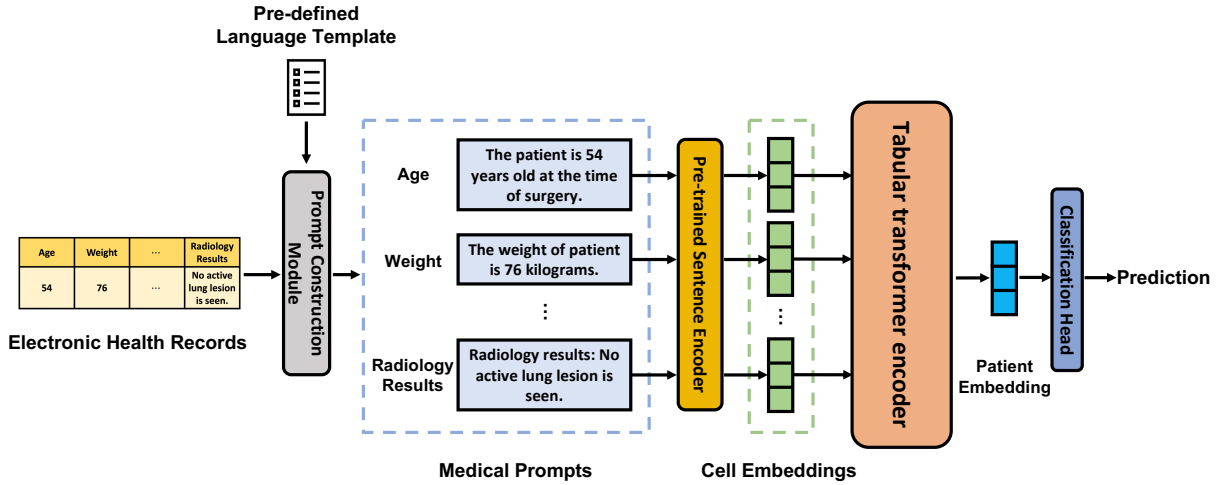 Pre-defined
Language Template
Age
Weight
...
Radiology
Results
54
76
...
No active
lung lesion
is seen.
Electronic Health Records
Prompt Construction
Module
Age
The patient is 54
years old at the time
of surgery.
Weight
The weight of patient
is 76 kilograms.
...
Radiology
Results
Radiology results: No
active lung lesion is
seen.
Medical Prompts
Pre-trained Sentence Encoder
...
Cell Embeddings
Tabular transformer encoder
Patient
Embedding
Classification Head
Prediction